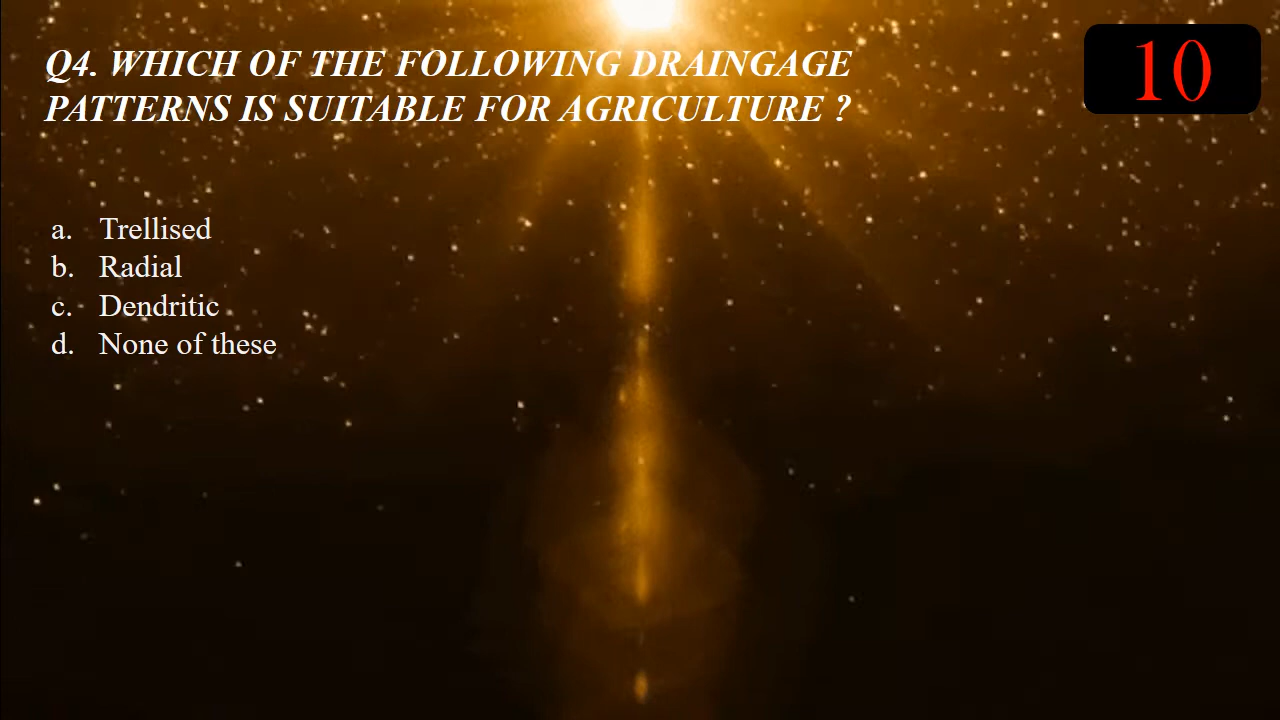 Q4. WHICH OF THE FOLLOWING DRAINGAGE
PATTERNS IS SUITABLE FOR AGRICULTURE ?
10
a. Trellised
b. Radial
c. Dendritic
d. None of these